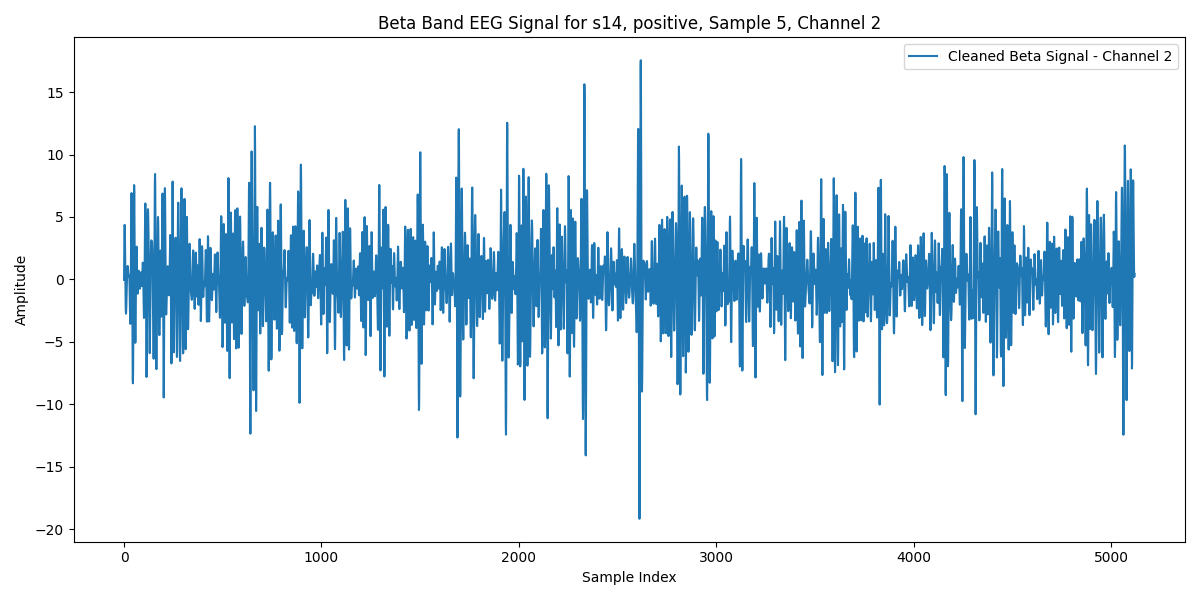 Beta Band EEG Signal for s14, positive, Sample 5, Channel 2
Cleaned Beta Signal - Channel 2
Amplitude
15
10
5
0
−5
−10
−15
−20
0 1000 2000 3000 4000 5000
Sample Index